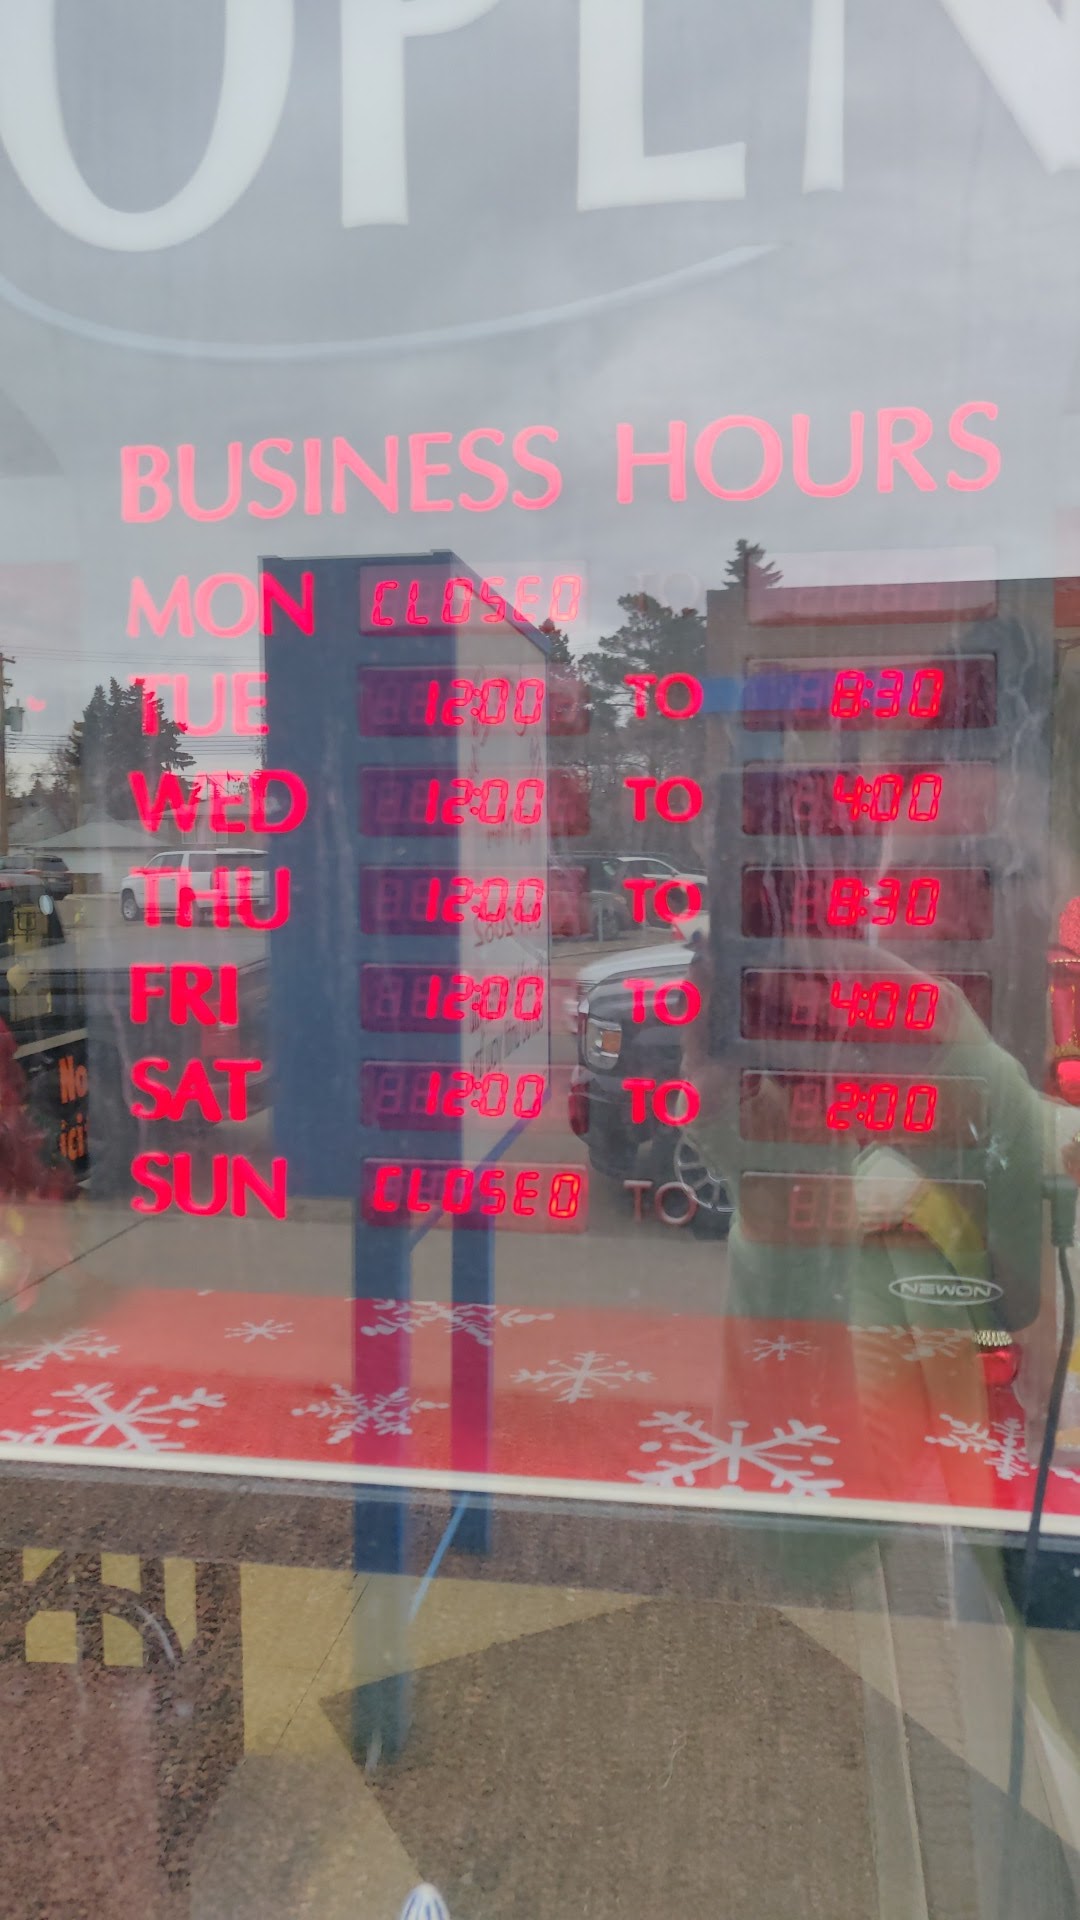 OPEN
BUSINESS HOURS
MON CLOSED
TUE 12:00 TO 8:30
WED 12:00 TO 4:00
THU 12:00 TO 8:30
FRI 12:00 TO 4:00
SAT 12:00 TO 2:00
SUN CLOSED TO
NEWON
No